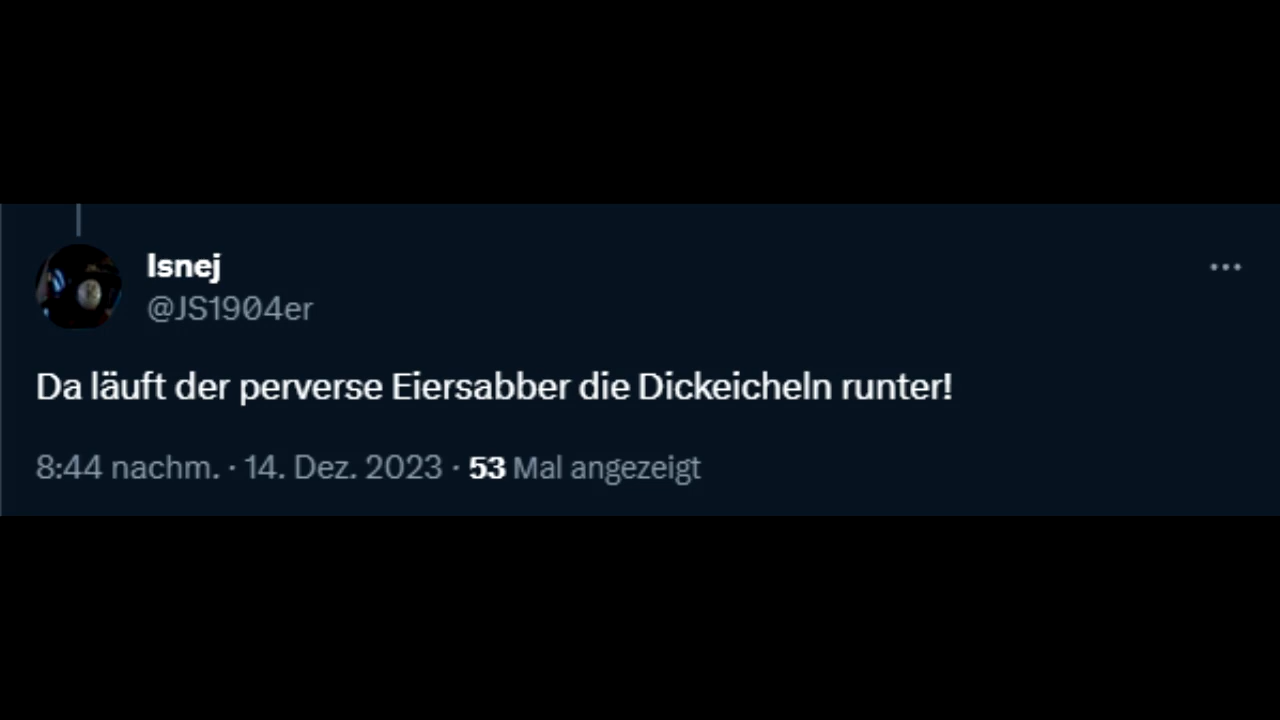 Isnej
@JS1904er
Da läuft der perverse Eiersabber die Dickeicheln runter!
8:44 nachm. · 14. Dez. 2023 · 53 Mal angezeigt